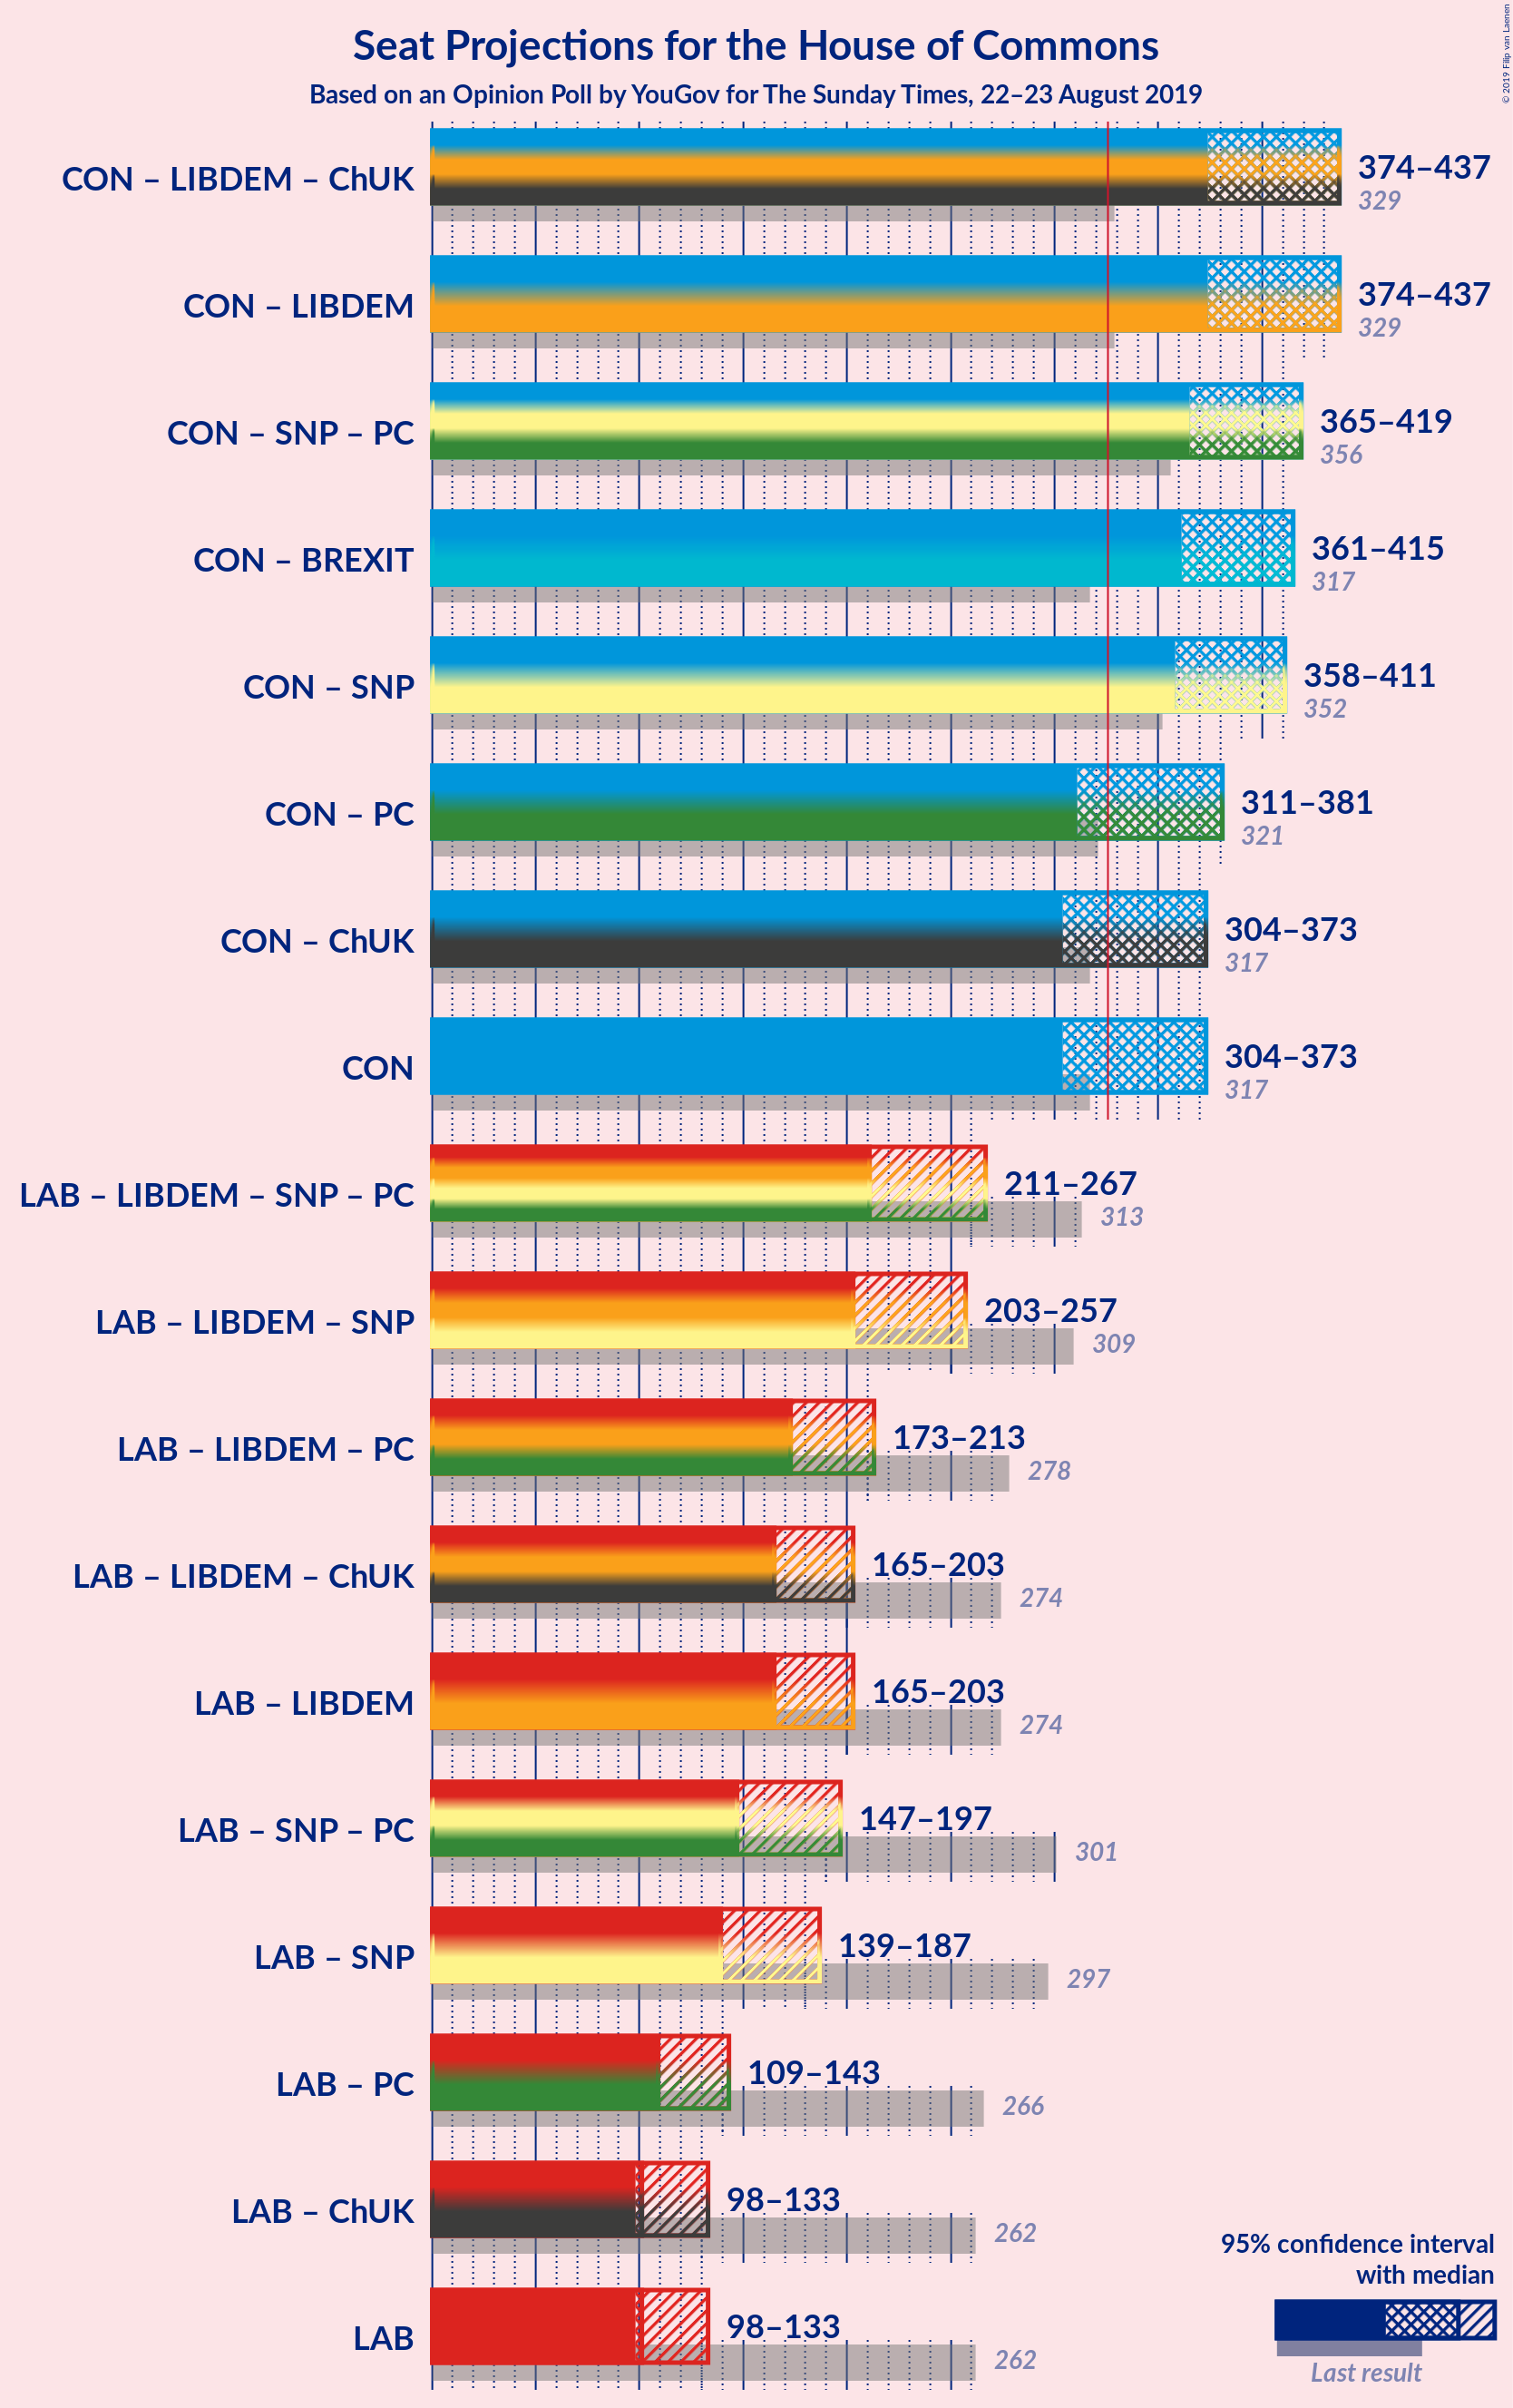 Seat Projections for the House of Commons
Based on an Opinion Poll by YouGov for The Sunday Times, 22–23 August 2019
© 2019 Filip van Laenen
CON – LIBDEM – ChUK
374–437
329
CON – LIBDEM
374–437
329
CON – SNP – PC
365–419
356
CON – BREXIT
361–415
317
CON – SNP
358–411
352
CON – PC
311–381
321
CON – ChUK
304–373
317
CON
304–373
317
LAB – LIBDEM – SNP – PC
211–267
313
LAB – LIBDEM – SNP
203–257
309
LAB – LIBDEM – PC
173–213
278
LAB – LIBDEM – ChUK
165–203
274
LAB – LIBDEM
165–203
274
LAB – SNP – PC
147–197
301
LAB – SNP
139–187
297
LAB – PC
109–143
266
LAB – ChUK
98–133
262
LAB
98–133
262
95% confidence interval
with median
Last result